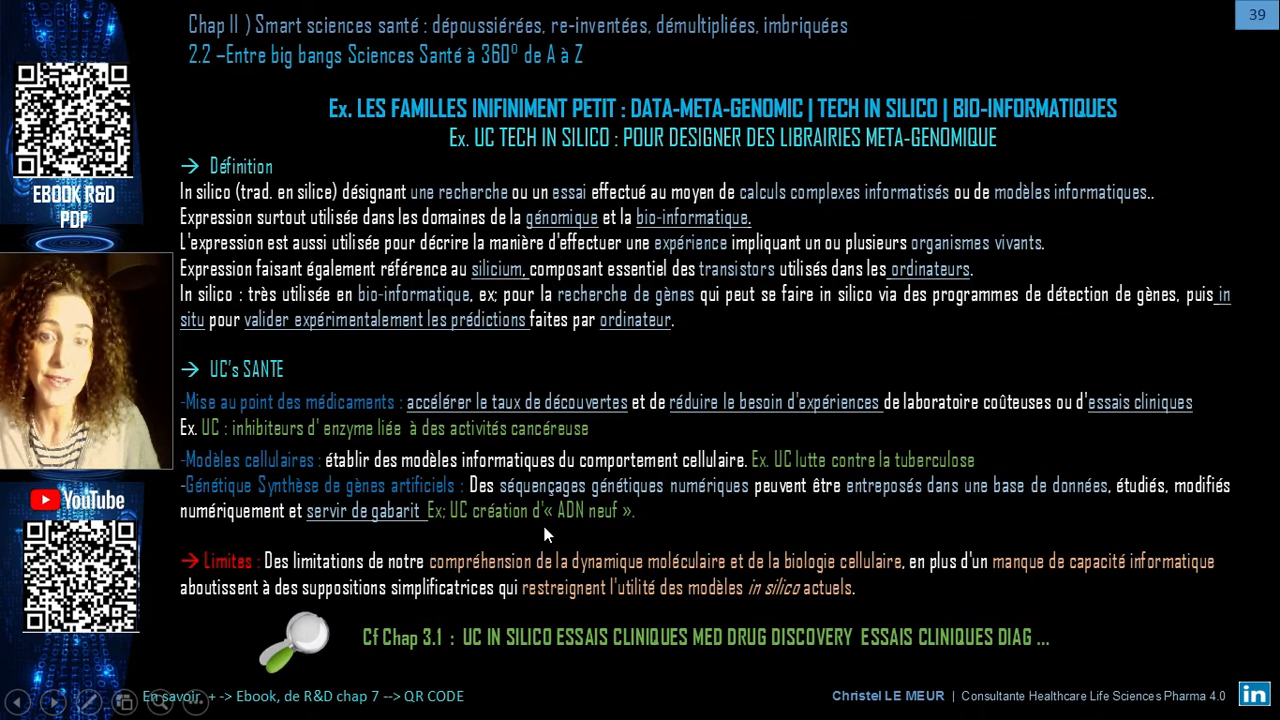 Chap II ) Smart sciences santé : dépoussiérées, re-inventées, démultipliées, imbriquées
39
2.2 –Entre big bangs Sciences Santé à 360° de A à Z
Ex. LES FAMILLES INIFINIMENT PETIT : DATA-META-GENOMIC | TECH IN SILICO | BIO-INFORMATIQUES
Ex. UC TECH IN SILICO : POUR DESIGNER DES LIBRAIRIES META-GENOMIQUE
→ Définition
In silico (trad. en silice) désignant une recherche ou un essai effectué au moyen de calculs complexes informatisés ou de modèles informatiques..
Expression surtout utilisée dans les domaines de la génomique et la bio-informatique.
L'expression est aussi utilisée pour décrire la manière d'effectuer une expérience impliquant un ou plusieurs organismes vivants.
Expression faisant également référence au silicium, composant essentiel des transistors utilisés dans les ordinateurs.
In silico : très utilisée en bio-informatique, ex; pour la recherche de gènes qui peut se faire in silico via des programmes de détection de gènes, puis in
situ pour valider expérimentalement les prédictions faites par ordinateur.
→ UC's SANTE
-Mise au point des médicaments : accélérer le taux de découvertes et de réduire le besoin d'expériences de laboratoire coûteuses ou d'essais cliniques
Ex. UC : inhibiteurs d' enzyme liée à des activités cancéreuse
-Modèles cellulaires : établir des modèles informatiques du comportement cellulaire. Ex. UC lutte contre la tuberculose
-Génétique Synthèse de gènes artificiels : Des séquençages génétiques numériques peuvent être entreposés dans une base de données, étudiés, modifiés
numériquement et servir de gabarit Ex; UC création d'« ADN neuf ».
→ Limites : Des limitations de notre compréhension de la dynamique moléculaire et de la biologie cellulaire, en plus d'un manque de capacité informatique
aboutissent à des suppositions simplificatrices qui restreignent l'utilité des modèles in silico actuels.
Cf Chap 3.1 : UC IN SILICO ESSAIS CLINIQUES MED DRUG DISCOVERY ESSAIS CLINIQUES DIAG ...
EBOOK R&D
PDF
YouTube
En savoir + -> Ebook, de R&D chap 7 --> QR CODE
Christel LE MEUR | Consultante Healthcare Life Sciences Pharma 4.0
in